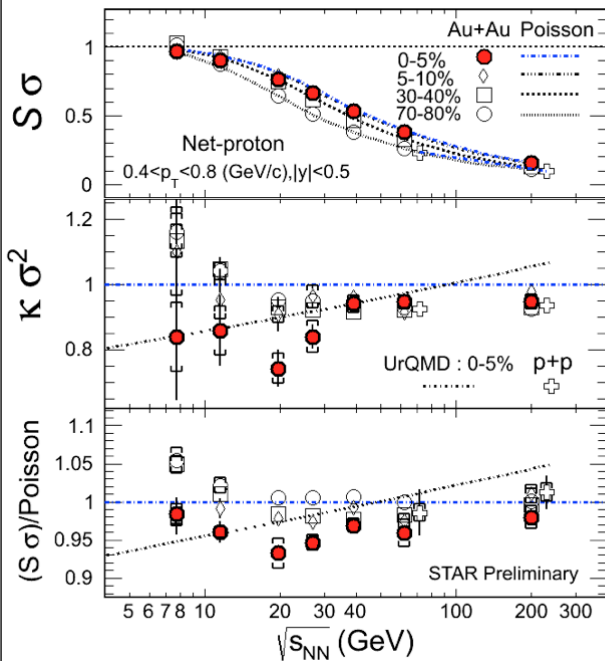 Au+Au Poisson
0-5%
5-10%
30-40%
70-80%
S σ
1
0.5
0
Net-proton
0.4<p_T<0.8 (GeV/c),|y|<0.5
κ σ²
1.2
1
0.8
UrQMD : 0-5% p+p
(S σ)/Poisson
1.1
1.05
1
0.95
0.9
STAR Preliminary
5 6 7 8 10 20 30 40 100 200 300
√s_NN (GeV)